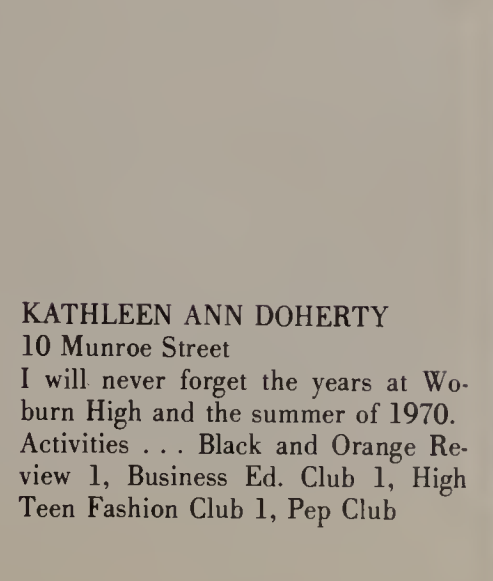 KATHLEEN ANN DOHERTY
10 Munroe Street
I will never forget the years at Wo-
burn High and the summer of 1970.
Activities . . . Black and Orange Re-
view 1, Business Ed. Club 1, High
Teen Fashion Club 1, Pep Club